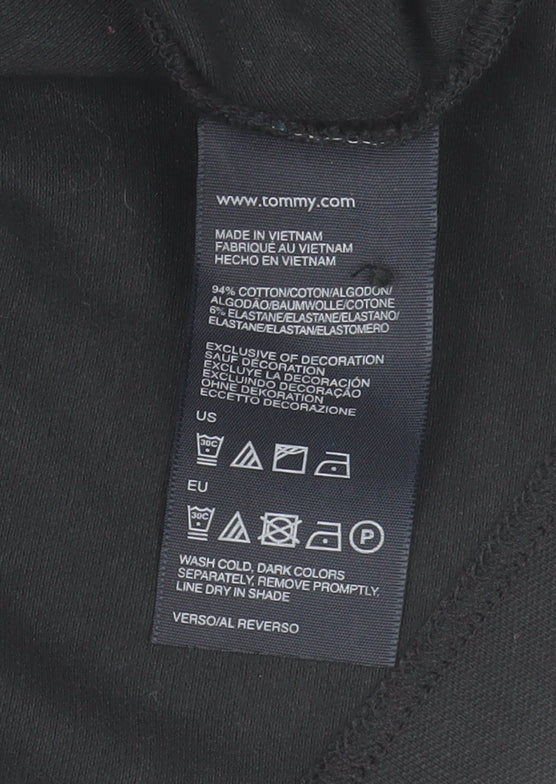 www.tommy.com
MADE IN VIETNAM
FABRIQUÉ AU VIETNAM
HECHO EN VIETNAM
94% COTTON/COTON/ALGODON/
ALGODÃO/BAUMWOLLE/COTONE
6% ELASTANE/ELASTANE/ELASTANO/
ELASTANE/ELASTAN/ELASTOMERO
EXCLUSIVE OF DECORATION
SAUF DÉCORATION
EXCLUYE LA DECORACIÓN
EXCLUINDO DECORAÇÃO
OHNE DEKORATION
ECCETTO DECORAZIONE
US
30C
EU
30C P
WASH COLD, DARK COLORS
SEPARATELY, REMOVE PROMPTLY,
LINE DRY IN SHADE
VERSO/AL REVERSO